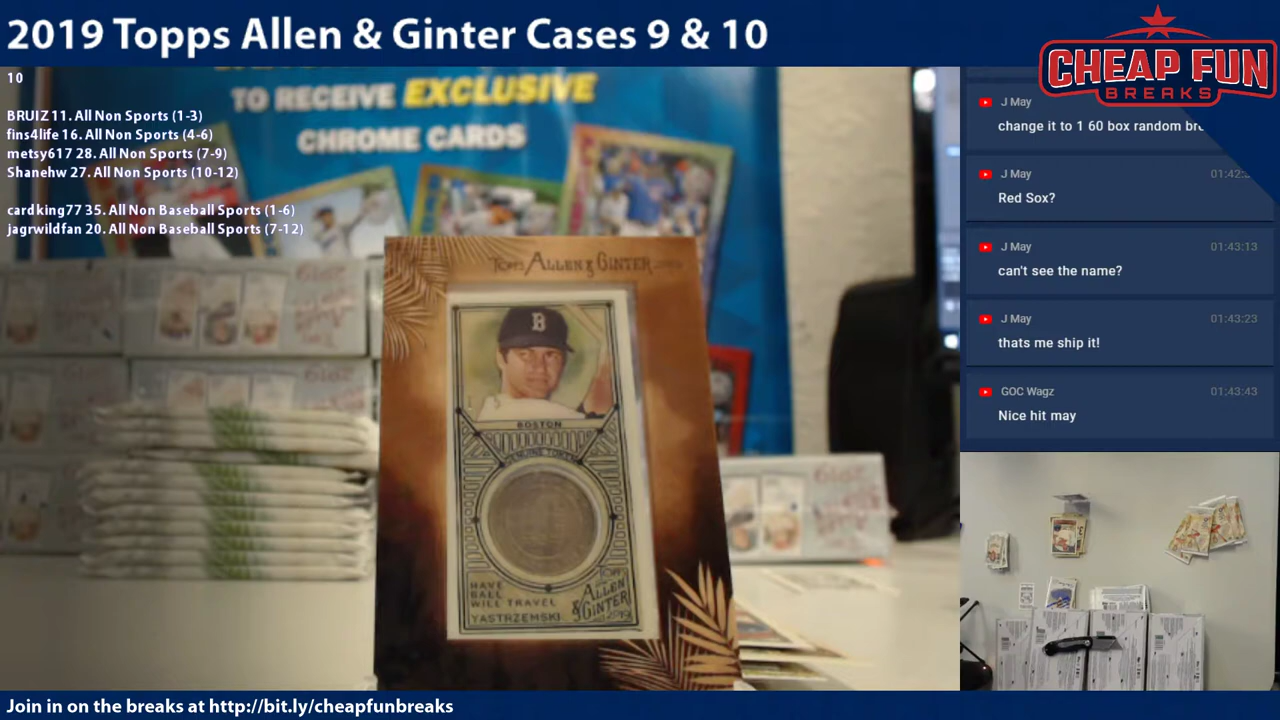 2019 Topps Allen & Ginter Cases 9 & 10
CHEAP FUN
BREAKS
10
BRUIZ 11. All Non Sports (1-3)
fins4life 16. All Non Sports (4-6)
metsy617 28. All Non Sports (7-9)
Shanehw 27. All Non Sports (10-12)
cardking77 35. All Non Baseball Sports (1-6)
jagrwildfan 20. All Non Baseball Sports (7-12)
TO RECEIVE EXCLUSIVE
CHROME CARDS
TOPPS ALLEN & GINTER
B
BOSTON
GENUINE TOKEN
HAVE
BALL
WILL TRAVEL
YASTRZEMSKI
TOPPS
ALLEN
& GINTER
2019
J May
change it to 1 60 box random
J May
Red Sox?
J May 01:43:13
can't see the name?
J May 01:43:23
thats me ship it!
GOC Wagz 01:43:43
Nice hit may
Join in on the breaks at http://bit.ly/cheapfunbreaks